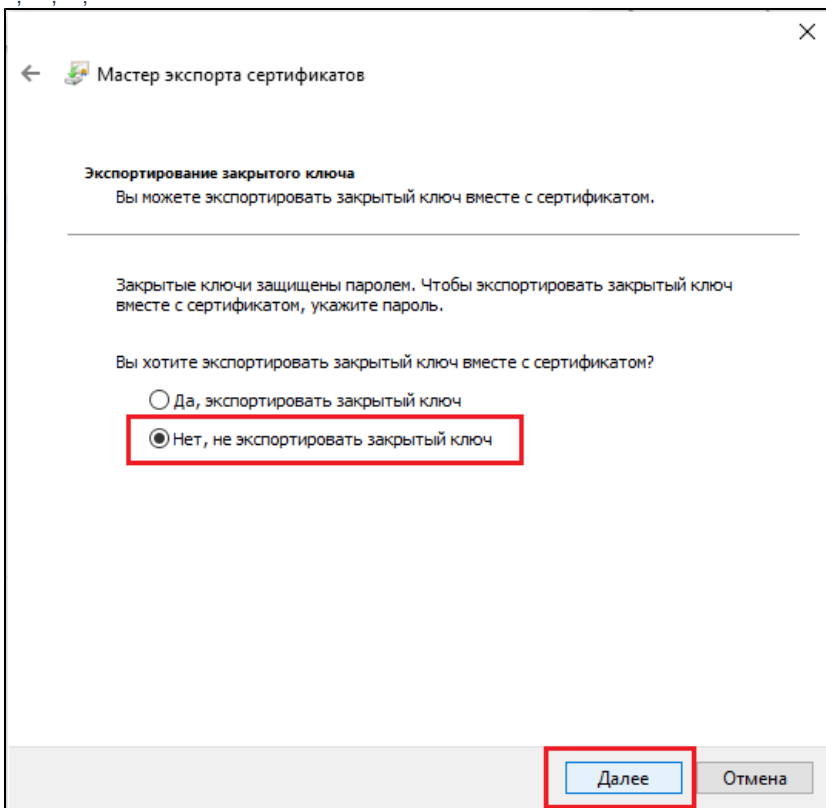 Мастер экспорта сертификатов
Экспортирование закрытого ключа
Вы можете экспортировать закрытый ключ вместе с сертификатом.
Закрытые ключи защищены паролем. Чтобы экспортировать закрытый ключ
вместе с сертификатом, укажите пароль.
Вы хотите экспортировать закрытый ключ вместе с сертификатом?
Да, экспортировать закрытый ключ
Нет, не экспортировать закрытый ключ
Далее Отмена